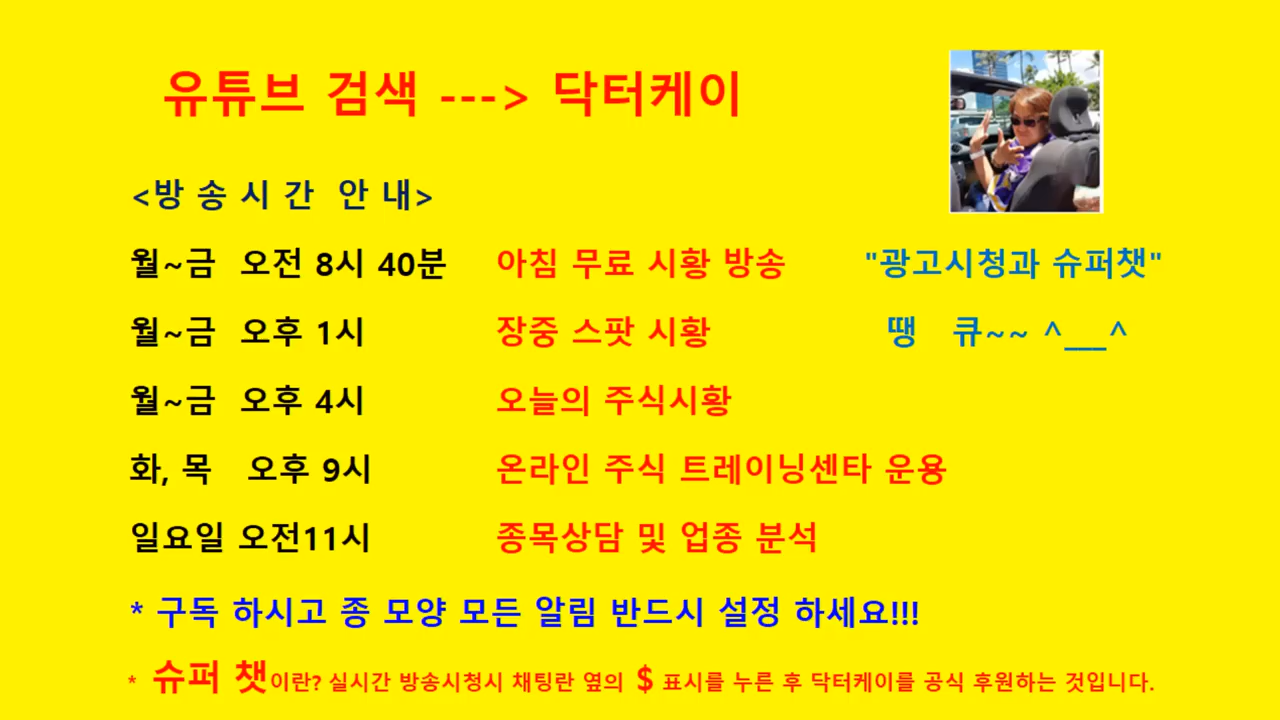 유튜브 검색 ---> 닥터케이
<방 송 시 간 안 내>
월~금 오전 8시 40분 아침 무료 시황 방송 "광고시청과 슈퍼챗"
월~금 오후 1시 장중 스팟 시황 땡 큐~~ ^___^
월~금 오후 4시 오늘의 주식시황
화, 목 오후 9시 온라인 주식 트레이닝센타 운용
일요일 오전11시 종목상담 및 업종 분석
* 구독 하시고 종 모양 모든 알림 반드시 설정 하세요!!!
* 슈퍼 챗이란? 실시간 방송시청시 채팅란 옆의 $ 표시를 누른 후 닥터케이를 공식 후원하는 것입니다.